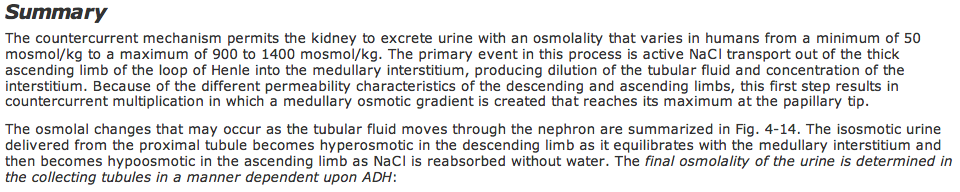 Summary
The countercurrent mechanism permits the kidney to excrete urine with an osmolality that varies in humans from a minimum of 50
mosmol/kg to a maximum of 900 to 1400 mosmol/kg. The primary event in this process is active NaCl transport out of the thick
ascending limb of the loop of Henle into the medullary interstitium, producing dilution of the tubular fluid and concentration of the
interstitium. Because of the different permeability characteristics of the descending and ascending limbs, this first step results in
countercurrent multiplication in which a medullary osmotic gradient is created that reaches its maximum at the papillary tip.
The osmolal changes that may occur as the tubular fluid moves through the nephron are summarized in Fig. 4-14. The isosmotic urine
delivered from the proximal tubule becomes hyperosmotic in the descending limb as it equilibrates with the medullary interstitium and
then becomes hypoosmotic in the ascending limb as NaCl is reabsorbed without water. The final osmolality of the urine is determined in
the collecting tubules in a manner dependent upon ADH: